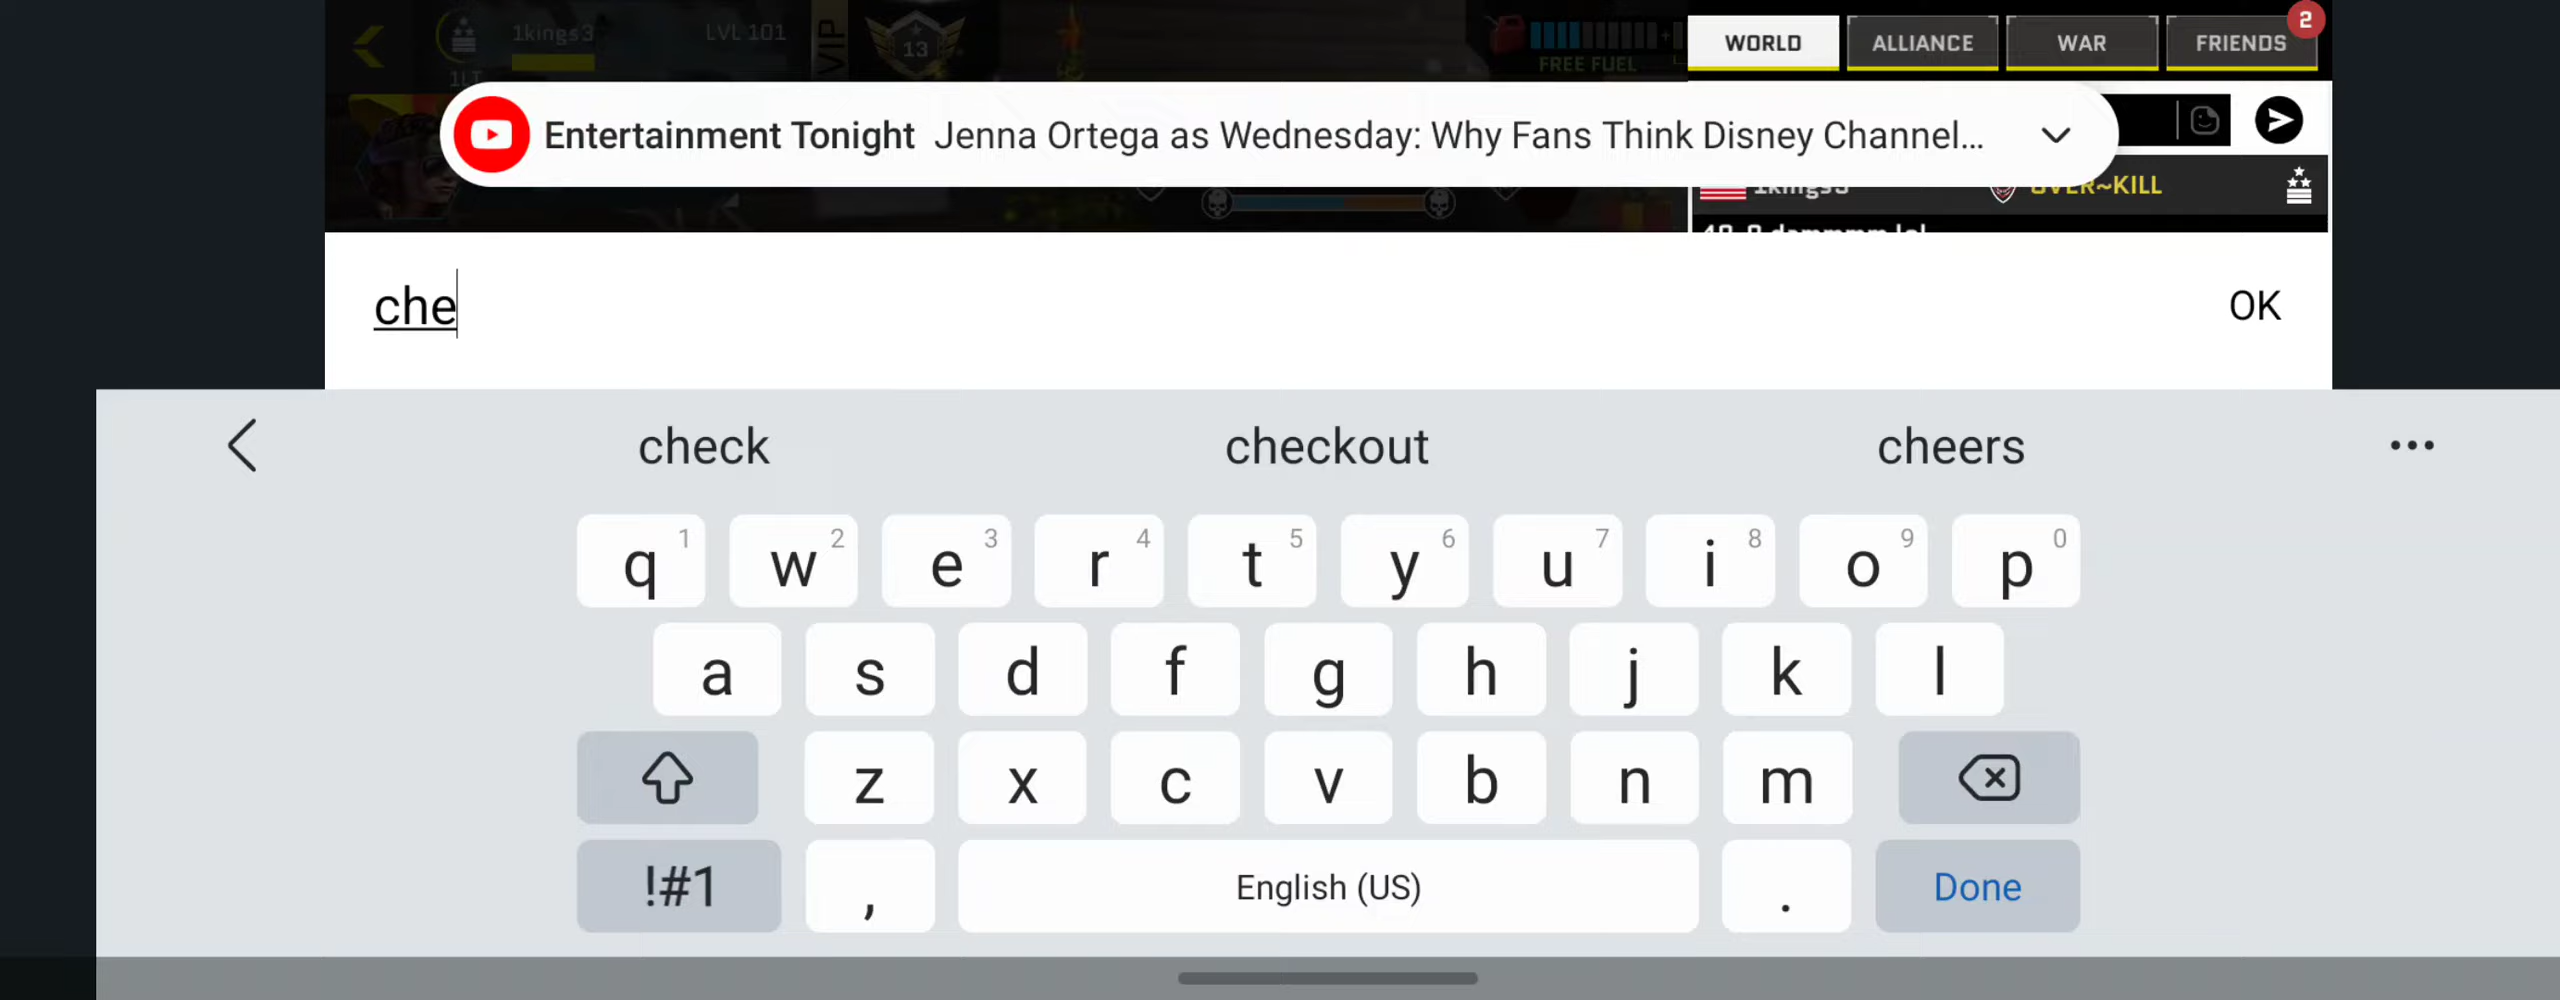 1kings3 LVL 101 VIP 13
1LT
FREE FUEL
WORLD ALLIANCE WAR FRIENDS 2
Entertainment Tonight Jenna Ortega as Wednesday: Why Fans Think Disney Channel...
1kings3 OVER~KILL
che OK
check checkout cheers ...
q 1 w 2 e 3 r 4 t 5 y 6 u 7 i 8 o 9 p 0
a s d f g h j k l
z x c v b n m
!#1 , English (US) . Done